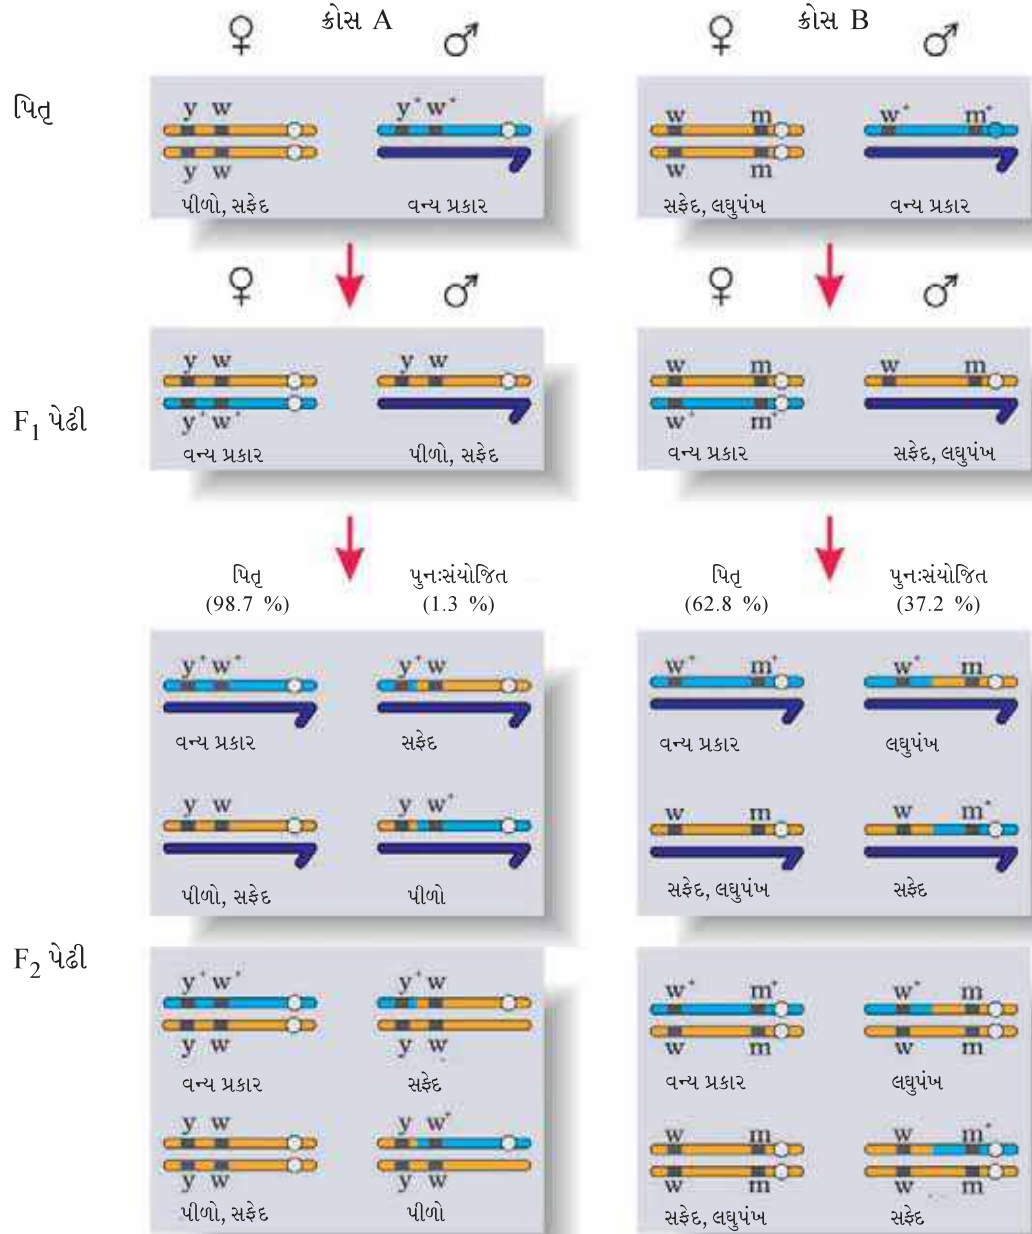 ક્રોસ A ક્રોસ B
♀ ♂ ♀ ♂
પિતૃ
y w y⁺ w⁺ w m w⁺ m⁺
y w w m
પીળો, સફેદ વન્ય પ્રકાર સફેદ, લઘુપંખ વન્ય પ્રકાર
♀ ♂ ♀ ♂
y w y w w m w m
F₁ પેઢી
y⁺ w⁺ w⁺ m⁺
વન્ય પ્રકાર પીળો, સફેદ વન્ય પ્રકાર સફેદ, લઘુપંખ
પિતૃ પુનઃસંયોજિત પિતૃ પુનઃસંયોજિત
(98.7 %) (1.3 %) (62.8 %) (37.2 %)
y⁺ w⁺ y⁺ w w⁺ m⁺ w⁺ m
વન્ય પ્રકાર સફેદ વન્ય પ્રકાર લઘુપંખ
y w y w⁺ w m w m⁺
પીળો, સફેદ પીળો સફેદ, લઘુપંખ સફેદ
F₂ પેઢી
y⁺ w⁺ y⁺ w w⁺ m⁺ w⁺ m
y w y w w m w m
વન્ય પ્રકાર સફેદ વન્ય પ્રકાર લઘુપંખ
y w y w⁺ w m w m⁺
y w y w w m w m
પીળો, સફેદ પીળો સફેદ, લઘુપંખ સફેદ